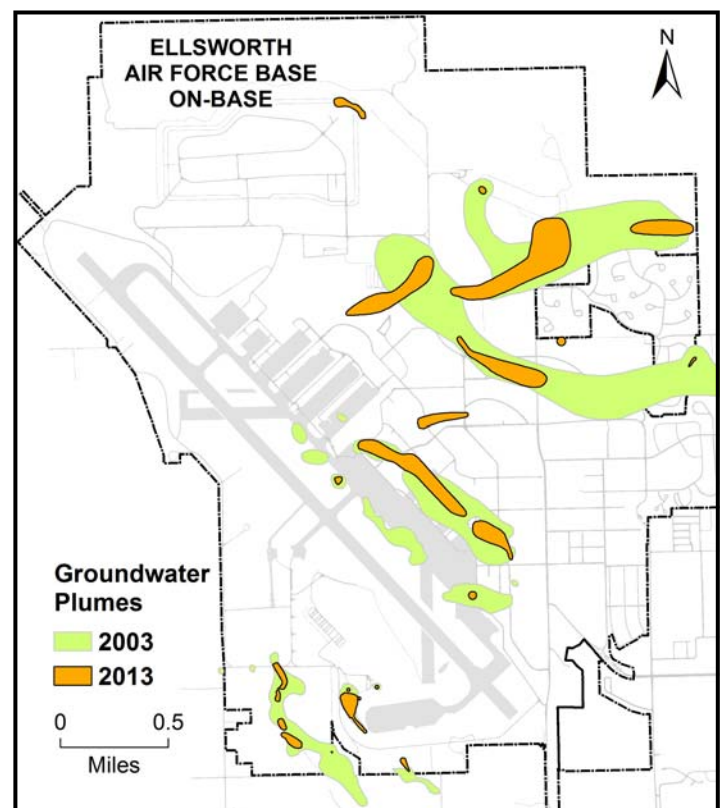 ELLSWORTH
AIR FORCE BASE
ON-BASE
N
Groundwater
Plumes
2003
2013
0 0.5
Miles